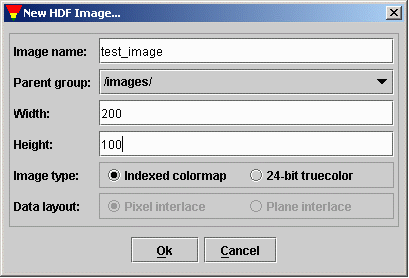 New HDF Image...
Image name: test_image
Parent group: /images/
Width: 200
Height: 100
Image type: Indexed colormap 24-bit truecolor
Data layout: Pixel interlace Plane interlace
Ok Cancel